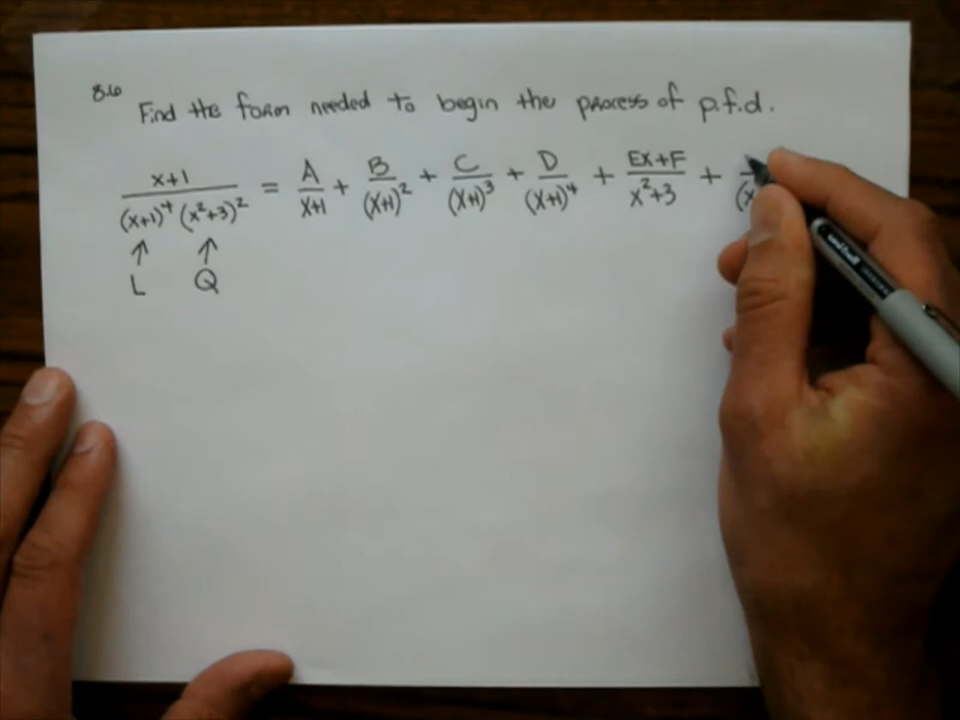 8.6 Find the form needed to begin the process of p.f.d.
x+1 / (x+1)^4 (x^2+3)^2 = A / x+1 + B / (x+1)^2 + C / (x+1)^3 + D / (x+1)^4 + Ex+F / x^2+3 + / (x
↑ ↑
L Q